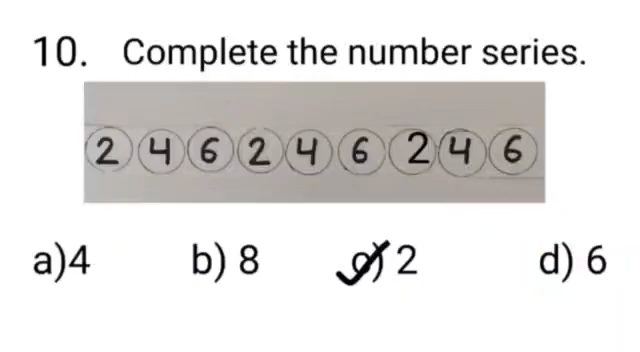 10. Complete the number series.
2 4 6 2 4 6 2 4 6
a)4 b) 8 c) 2 d) 6